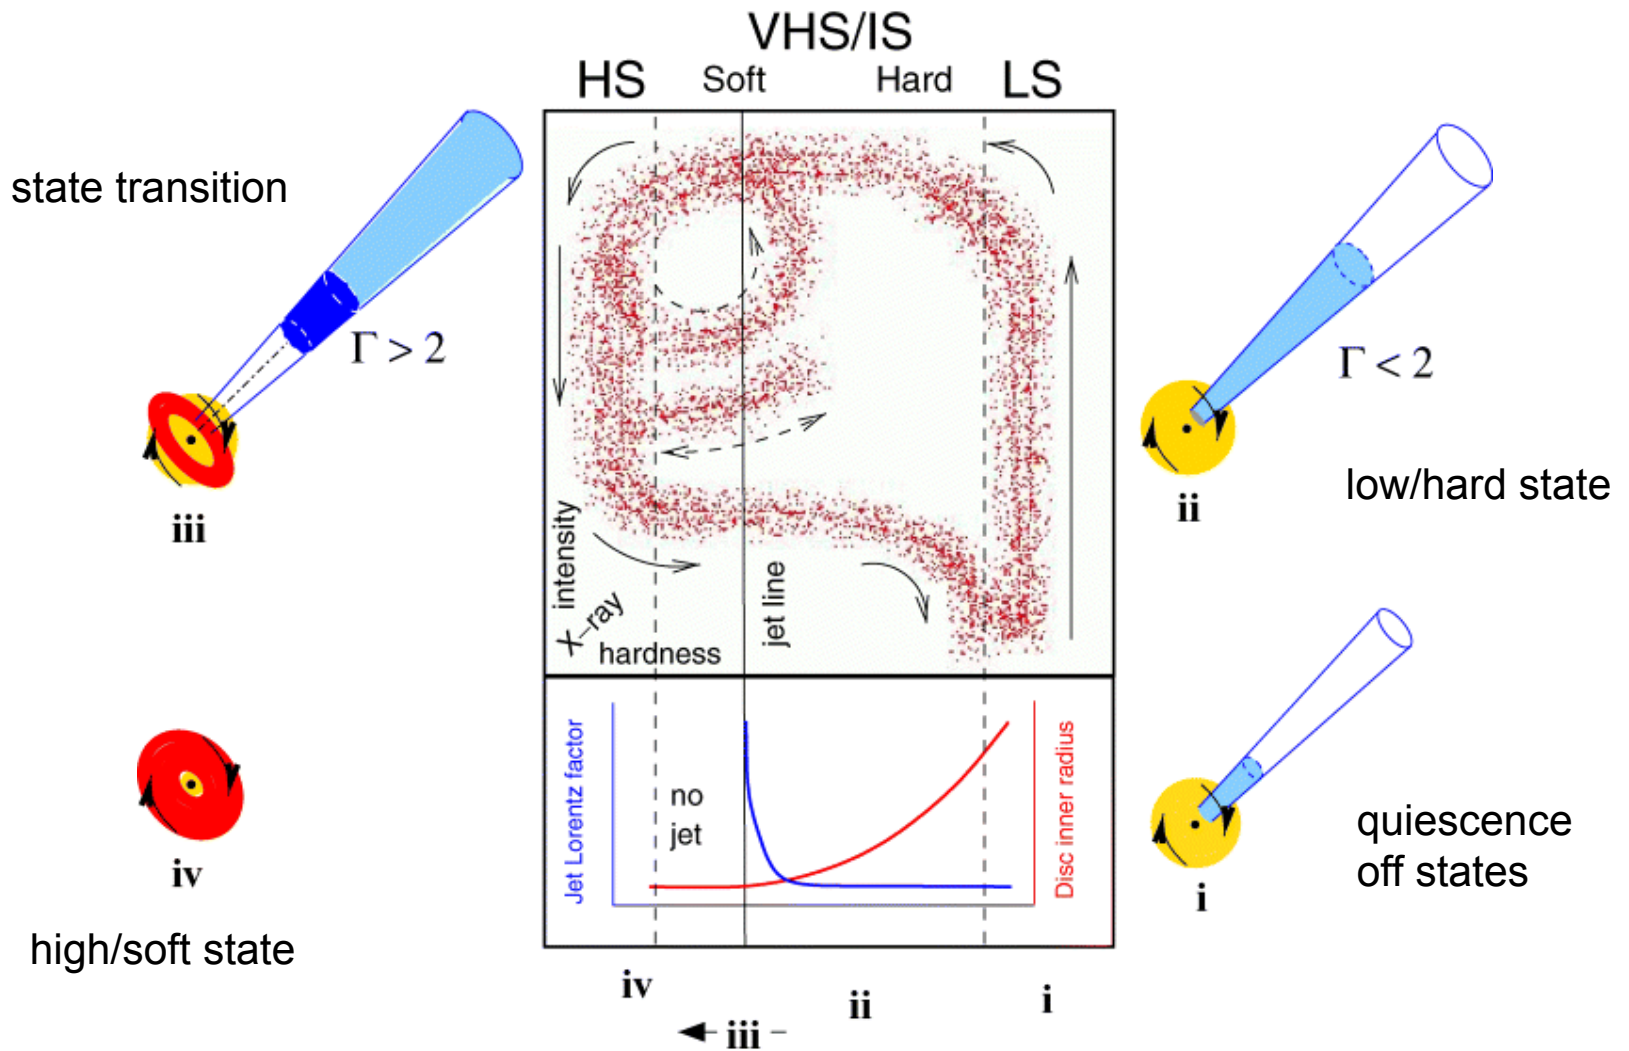 VHS/IS
HS
Soft
Hard
LS
state transition
Γ > 2
iii
Γ < 2
ii
low/hard state
intensity
X-ray
hardness
jet line
Jet Lorentz factor
no
jet
Disc inner radius
iv
high/soft state
i
quiescence
off states
iv
ii
i
iii